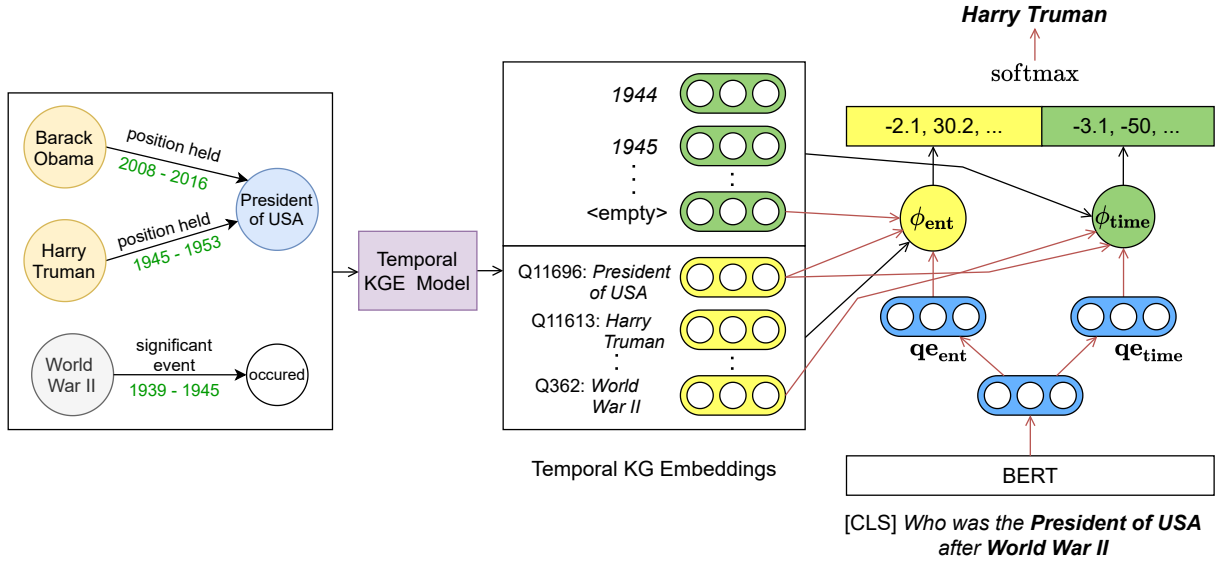 Harry Truman
softmax
-2.1, 30.2, ...
-3.1, -50, ...
Barack
Obama
position held
2008 - 2016
President
of USA
Harry
Truman
position held
1945 - 1953
World
War II
significant
event
1939 - 1945
occured
Temporal
KGE Model
1944
1945
<empty>
Q11696: President
of USA
Q11613: Harry
Truman
Q362: World
War II
Temporal KG Embeddings
ϕent
ϕtime
qeent
qetime
BERT
[CLS] Who was the President of USA
after World War II